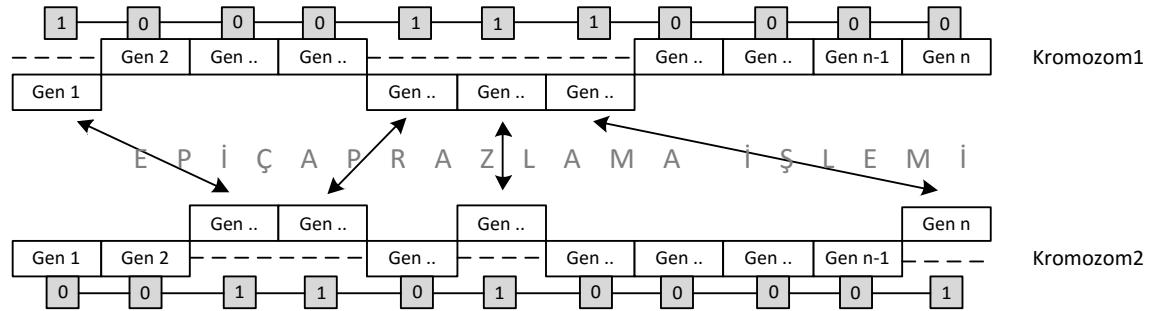 1 0 0 0 1 1 1 0 0 0 0
Gen 2 Gen .. Gen .. Gen .. Gen .. Gen n-1 Gen n Kromozom1
Gen 1 Gen .. Gen .. Gen ..
E P İ Ç A P R A Z L A M A İ Ş L E M İ
Gen .. Gen .. Gen .. Gen n
Gen 1 Gen 2 Gen .. Gen .. Gen .. Gen .. Gen n-1 Kromozom2
0 0 1 1 0 1 0 0 0 0 1